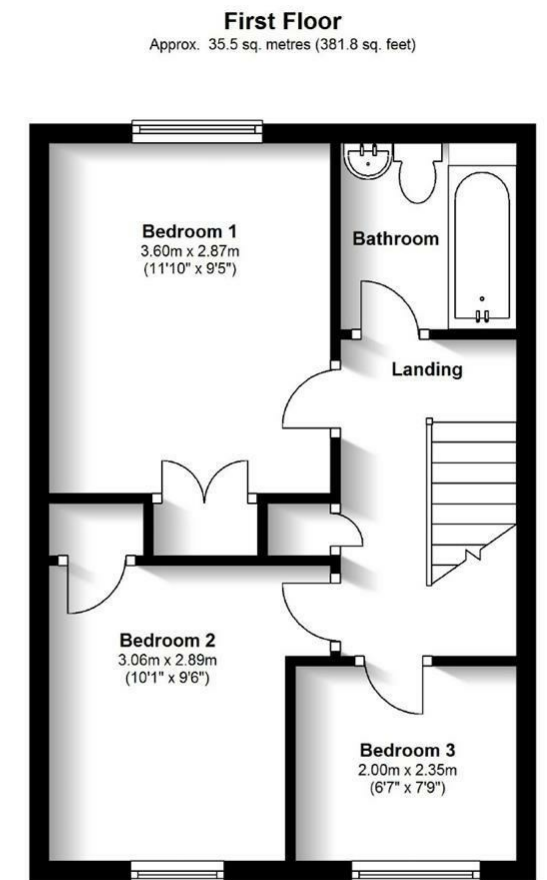 First Floor
Approx. 35.5 sq. metres (381.8 sq. feet)
Bedroom 1
3.60m x 2.87m
(11'10" x 9'5")
Bathroom
Landing
Bedroom 2
3.06m x 2.89m
(10'1" x 9'6")
Bedroom 3
2.00m x 2.35m
(6'7" x 7'9")